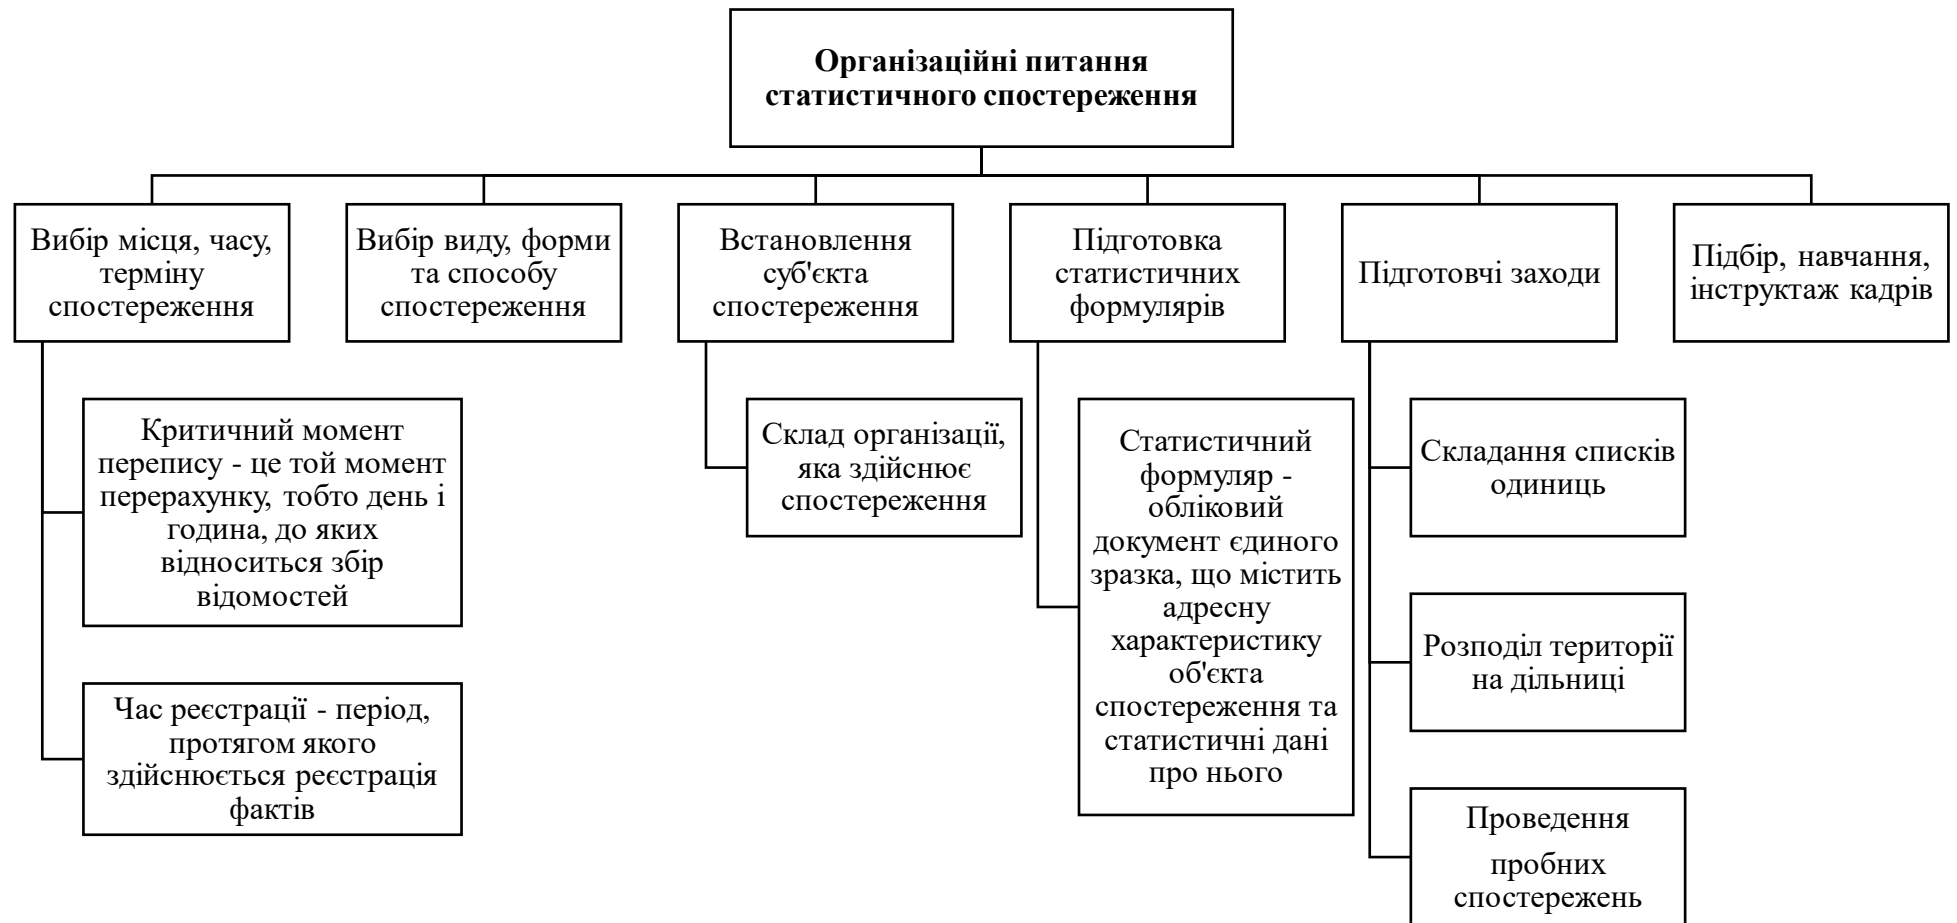 Організаційні питання
статистичного спостереження
Вибір місця, часу,
терміну
спостереження
Вибір виду, форми
та способу
спостереження
Встановлення
суб'єкта
спостереження
Підготовка
статистичних
формулярів
Підготовчі заходи
Підбір, навчання,
інструктаж кадрів
Критичний момент
перепису - це той момент
перерахунку, тобто день і
година, до яких
відноситься збір
відомостей
Час реєстрації - період,
протягом якого
здійснюється реєстрація
фактів
Склад організації,
яка здійснює
спостереження
Статистичний
формуляр -
обліковий
документ єдиного
зразка, що містить
адресну
характеристику
об'єкта
спостереження та
статистичні дані
про нього
Складання списків
одиниць
Розподіл території
на дільниці
Проведення
пробних
спостережень